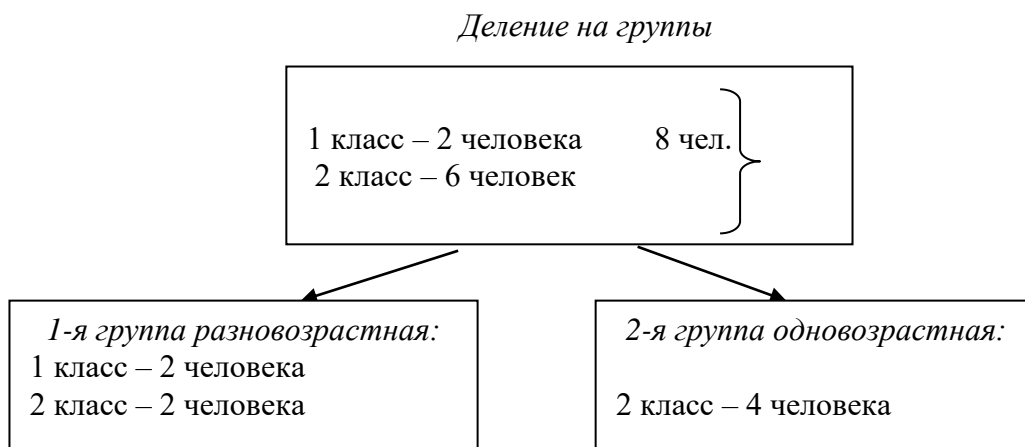 Деление на группы
1 класс – 2 человека 8 чел.
2 класс – 6 человек
1-я группа разновозрастная:
1 класс – 2 человека
2 класс – 2 человека
2-я группа одновозрастная:
2 класс – 4 человека